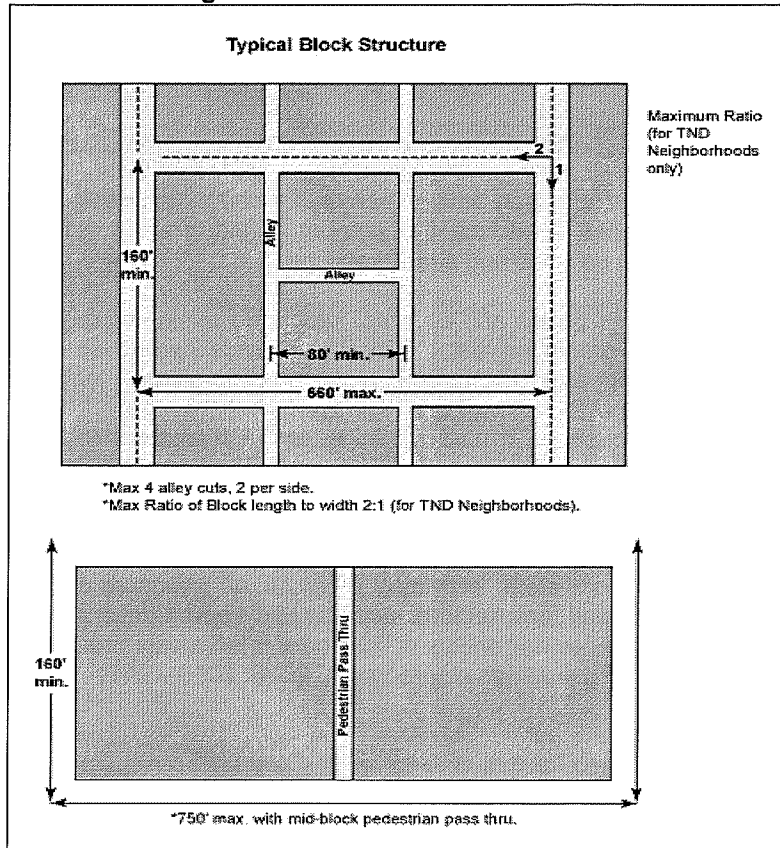 Typical Block Structure
Maximum Ratio
(for TND
Neighborhoods
only)
2
1
160'
min.
Alley
Alley
80' min.
660' max.
*Max 4 alley cuts, 2 per side.
*Max Ratio of Block length to width 2:1 (for TND Neighborhoods).
160'
min.
Pedestrian Pass Thru
*750' max. with mid-block pedestrian pass thru.